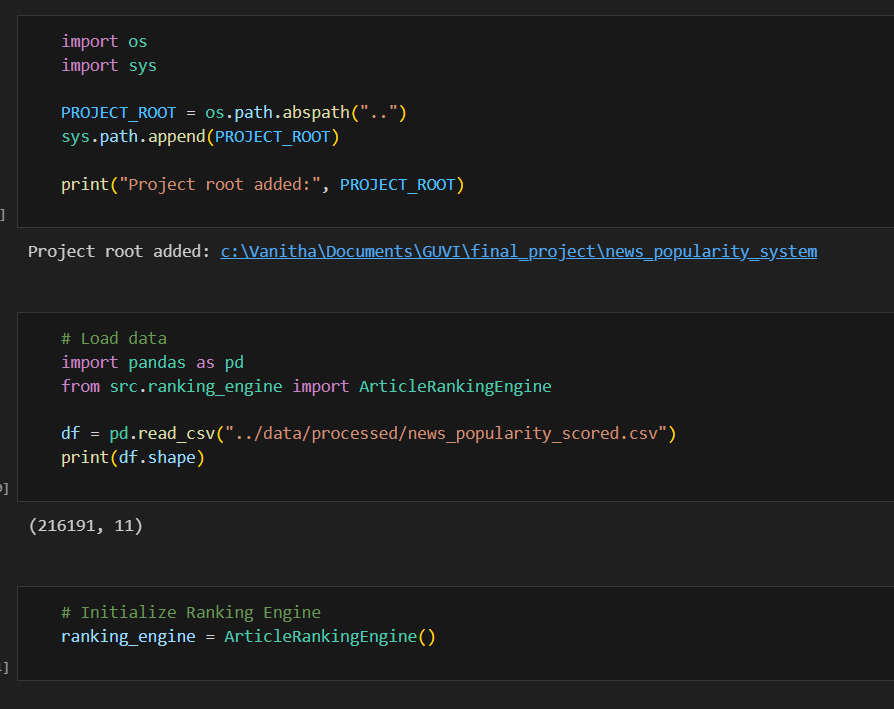 import os
import sys
PROJECT_ROOT = os.path.abspath("..")
sys.path.append(PROJECT_ROOT)
print("Project root added:", PROJECT_ROOT)
]
Project root added: c:\Vanitha\Documents\GUVI\final_project\news_popularity_system
# Load data
import pandas as pd
from src.ranking_engine import ArticleRankingEngine
df = pd.read_csv("../data/processed/news_popularity_scored.csv")
print(df.shape)
]
(216191, 11)
# Initialize Ranking Engine
ranking_engine = ArticleRankingEngine()
]